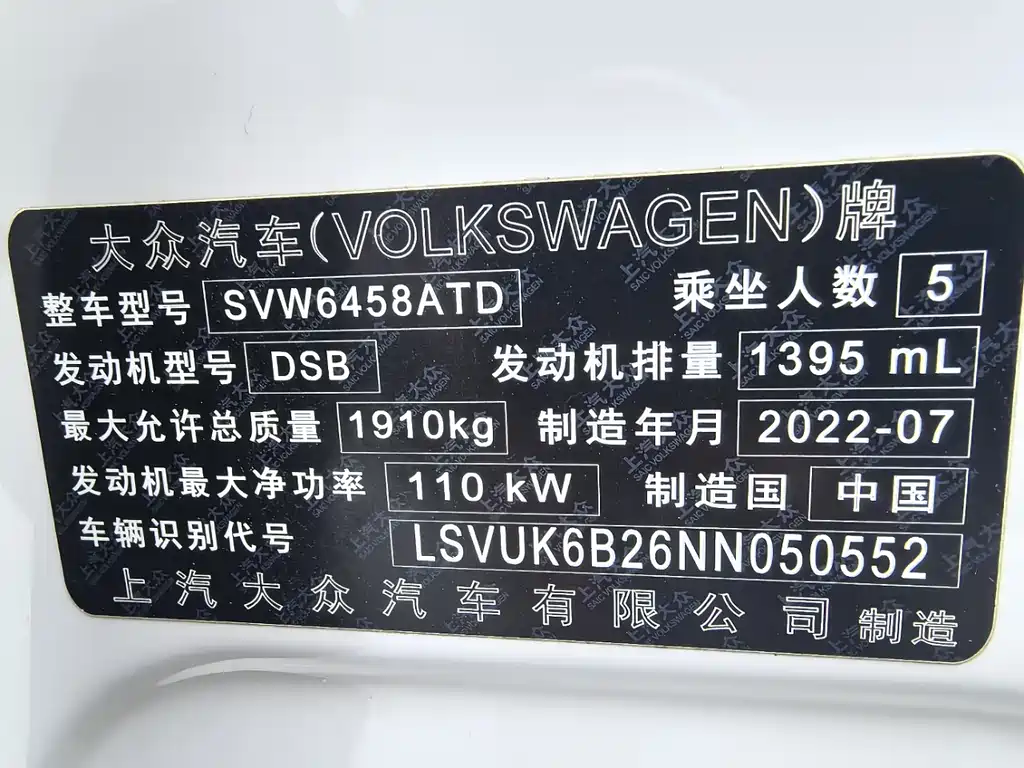 大众汽车(VOLKSWAGEN)牌
整车型号 SVW6458ATD 乘坐人数 5
发动机型号 DSB 发动机排量 1395 mL
最大允许总质量 1910kg 制造年月 2022-07
发动机最大净功率 110 kW 制造国 中国
车辆识别代号 LSVUK6B26NN050552
上汽大众汽车有限公司制造